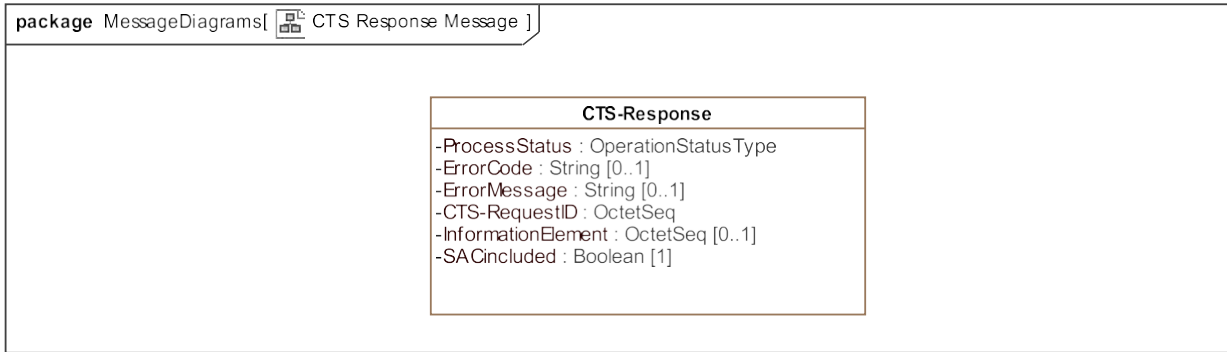 package MessageDiagrams[ CTS Response Message ]
CTS-Response
-ProcessStatus : OperationStatusType
-ErrorCode : String [0..1]
-ErrorMessage : String [0..1]
-CTS-RequestID : OctetSeq
-InformationElement : OctetSeq [0..1]
-SACincluded : Boolean [1]